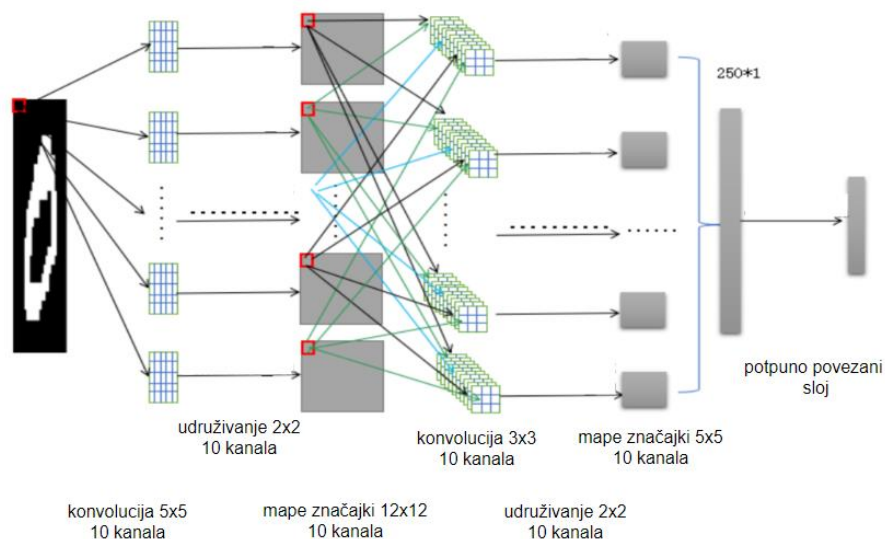 250*1
potpuno povezani
sloj
udruživanje 2x2
10 kanala
konvolucija 3x3
10 kanala
mape značajki 5x5
10 kanala
konvolucija 5x5
10 kanala
mape značajki 12x12
10 kanala
udruživanje 2x2
10 kanala